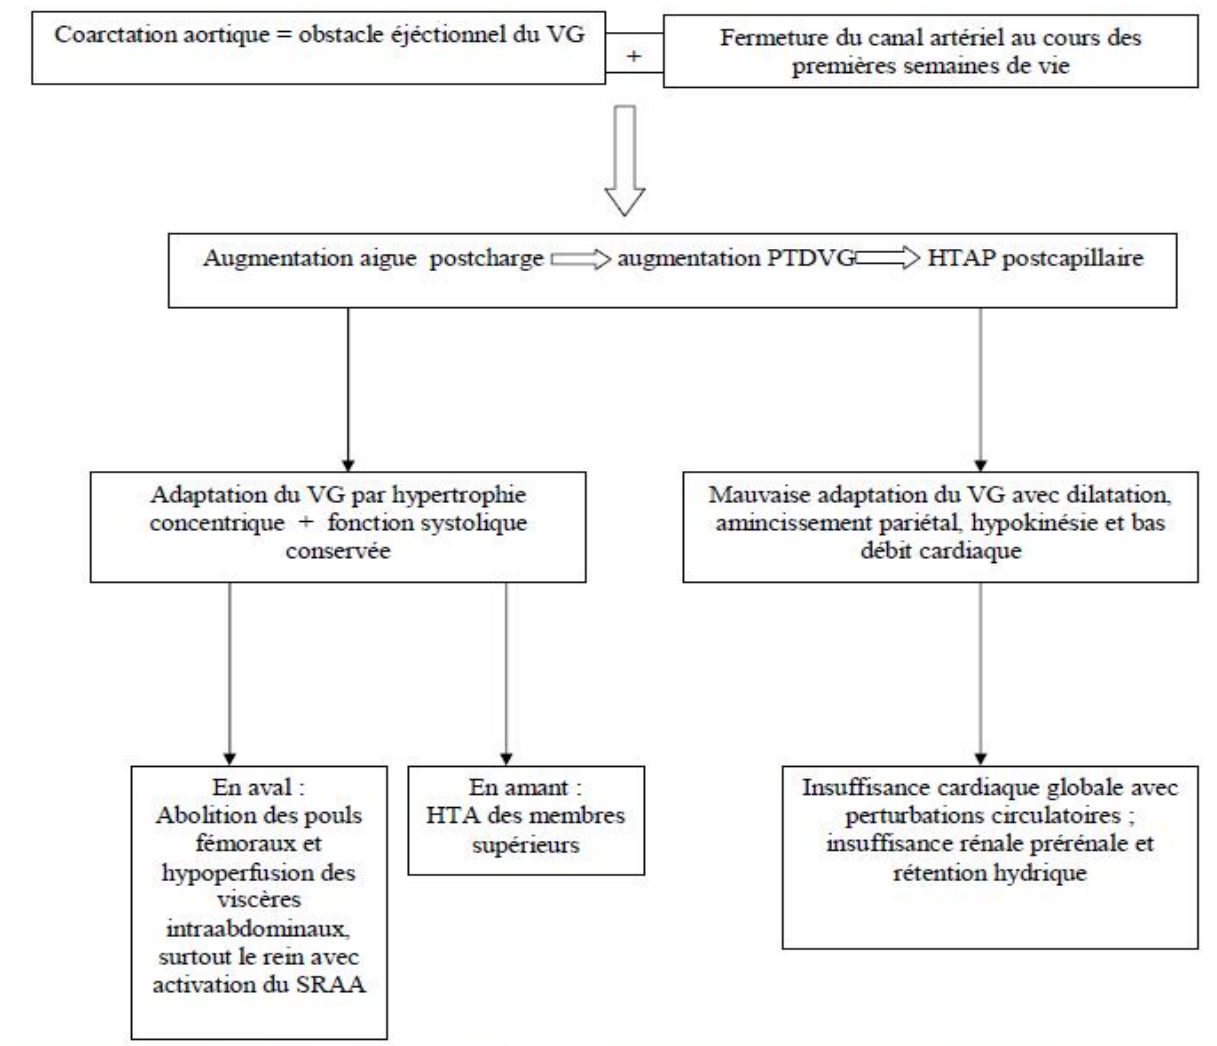 Coarctation aortique = obstacle éjéctionnel du VG
+
Fermeture du canal artériel au cours des
premières semaines de vie
Augmentation aigue postcharge augmentation PTDVG HTAP postcapillaire
Adaptation du VG par hypertrophie
concentrique + fonction systolique
conservée
Mauvaise adaptation du VG avec dilatation,
amincissement pariétal, hypokinésie et bas
débit cardiaque
En aval :
Abolition des pouls
fémoraux et
hypoperfusion des
viscères
intraabdominaux,
surtout le rein avec
activation du SRAA
En amant :
HTA des membres
supérieurs
Insuffisance cardiaque globale avec
perturbations circulatoires ;
insuffisance rénale prérénale et
rétention hydrique